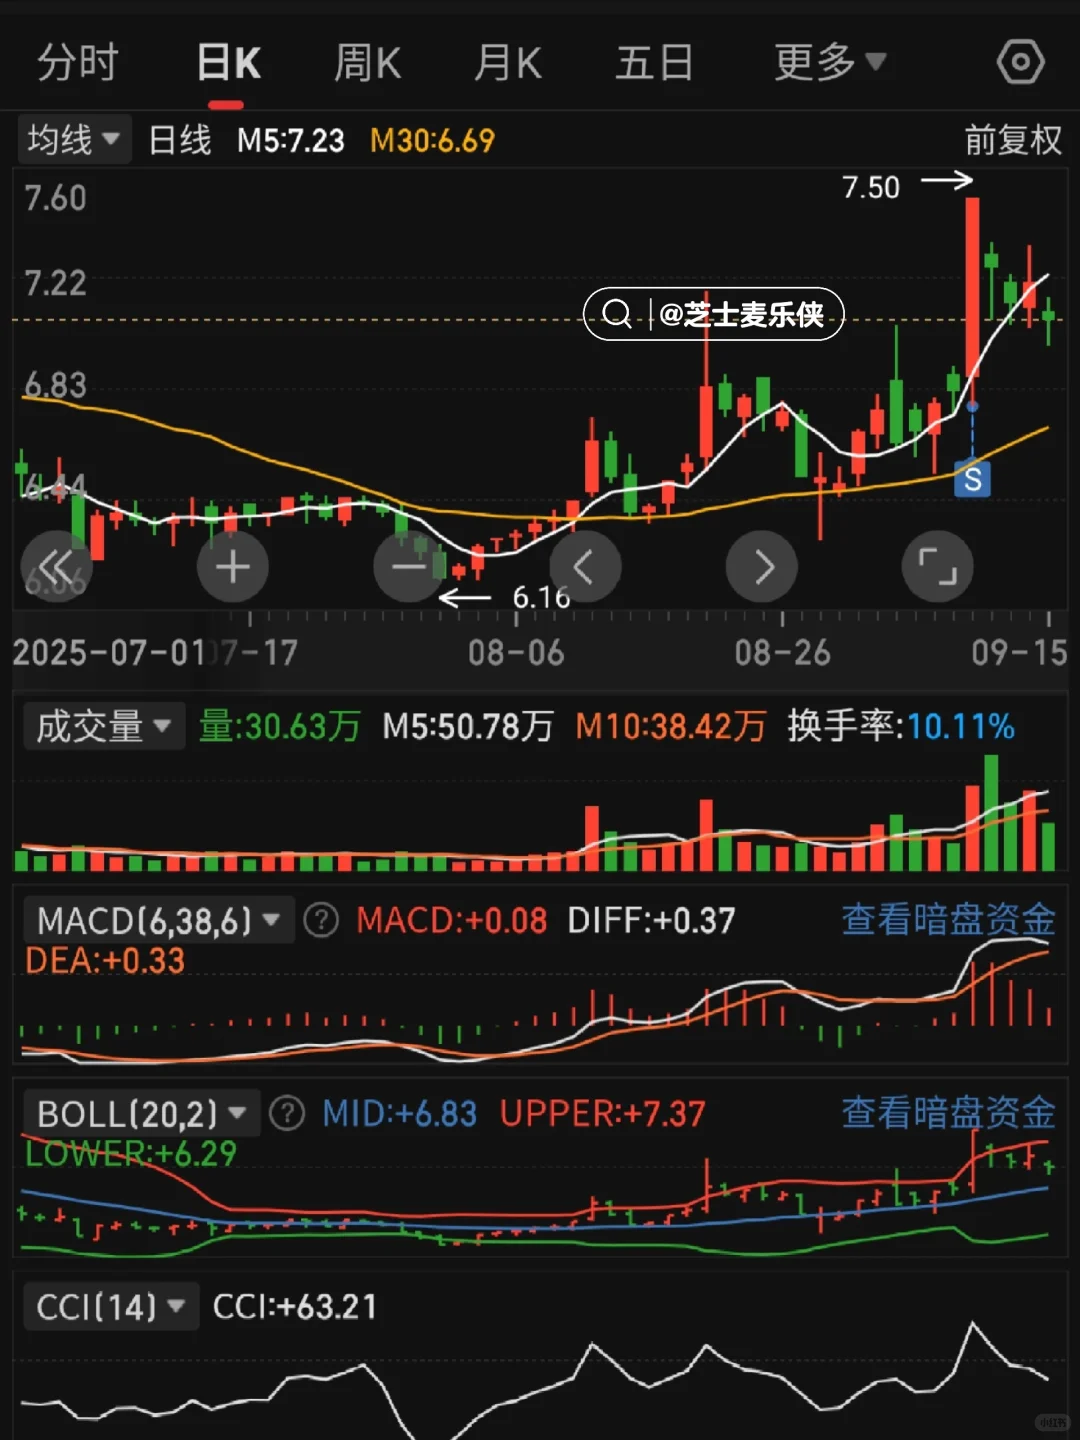 分时 日K 周K 月K 五日 更多
均线 日线 M5:7.23 M30:6.69 前复权
7.60
7.50
7.22
@芝士麦乐侠
6.83
6.44
S
6.06
6.16
2025-07-01 07-17 08-06 08-26 09-15
成交量 量:30.63万 M5:50.78万 M10:38.42万 换手率:10.11%
MACD(6,38,6) ? MACD:+0.08 DIFF:+0.37 查看暗盘资金
DEA:+0.33
BOLL(20,2) ? MID:+6.83 UPPER:+7.37 查看暗盘资金
LOWER:+6.29
CCI(14) CCI:+63.21
小红书